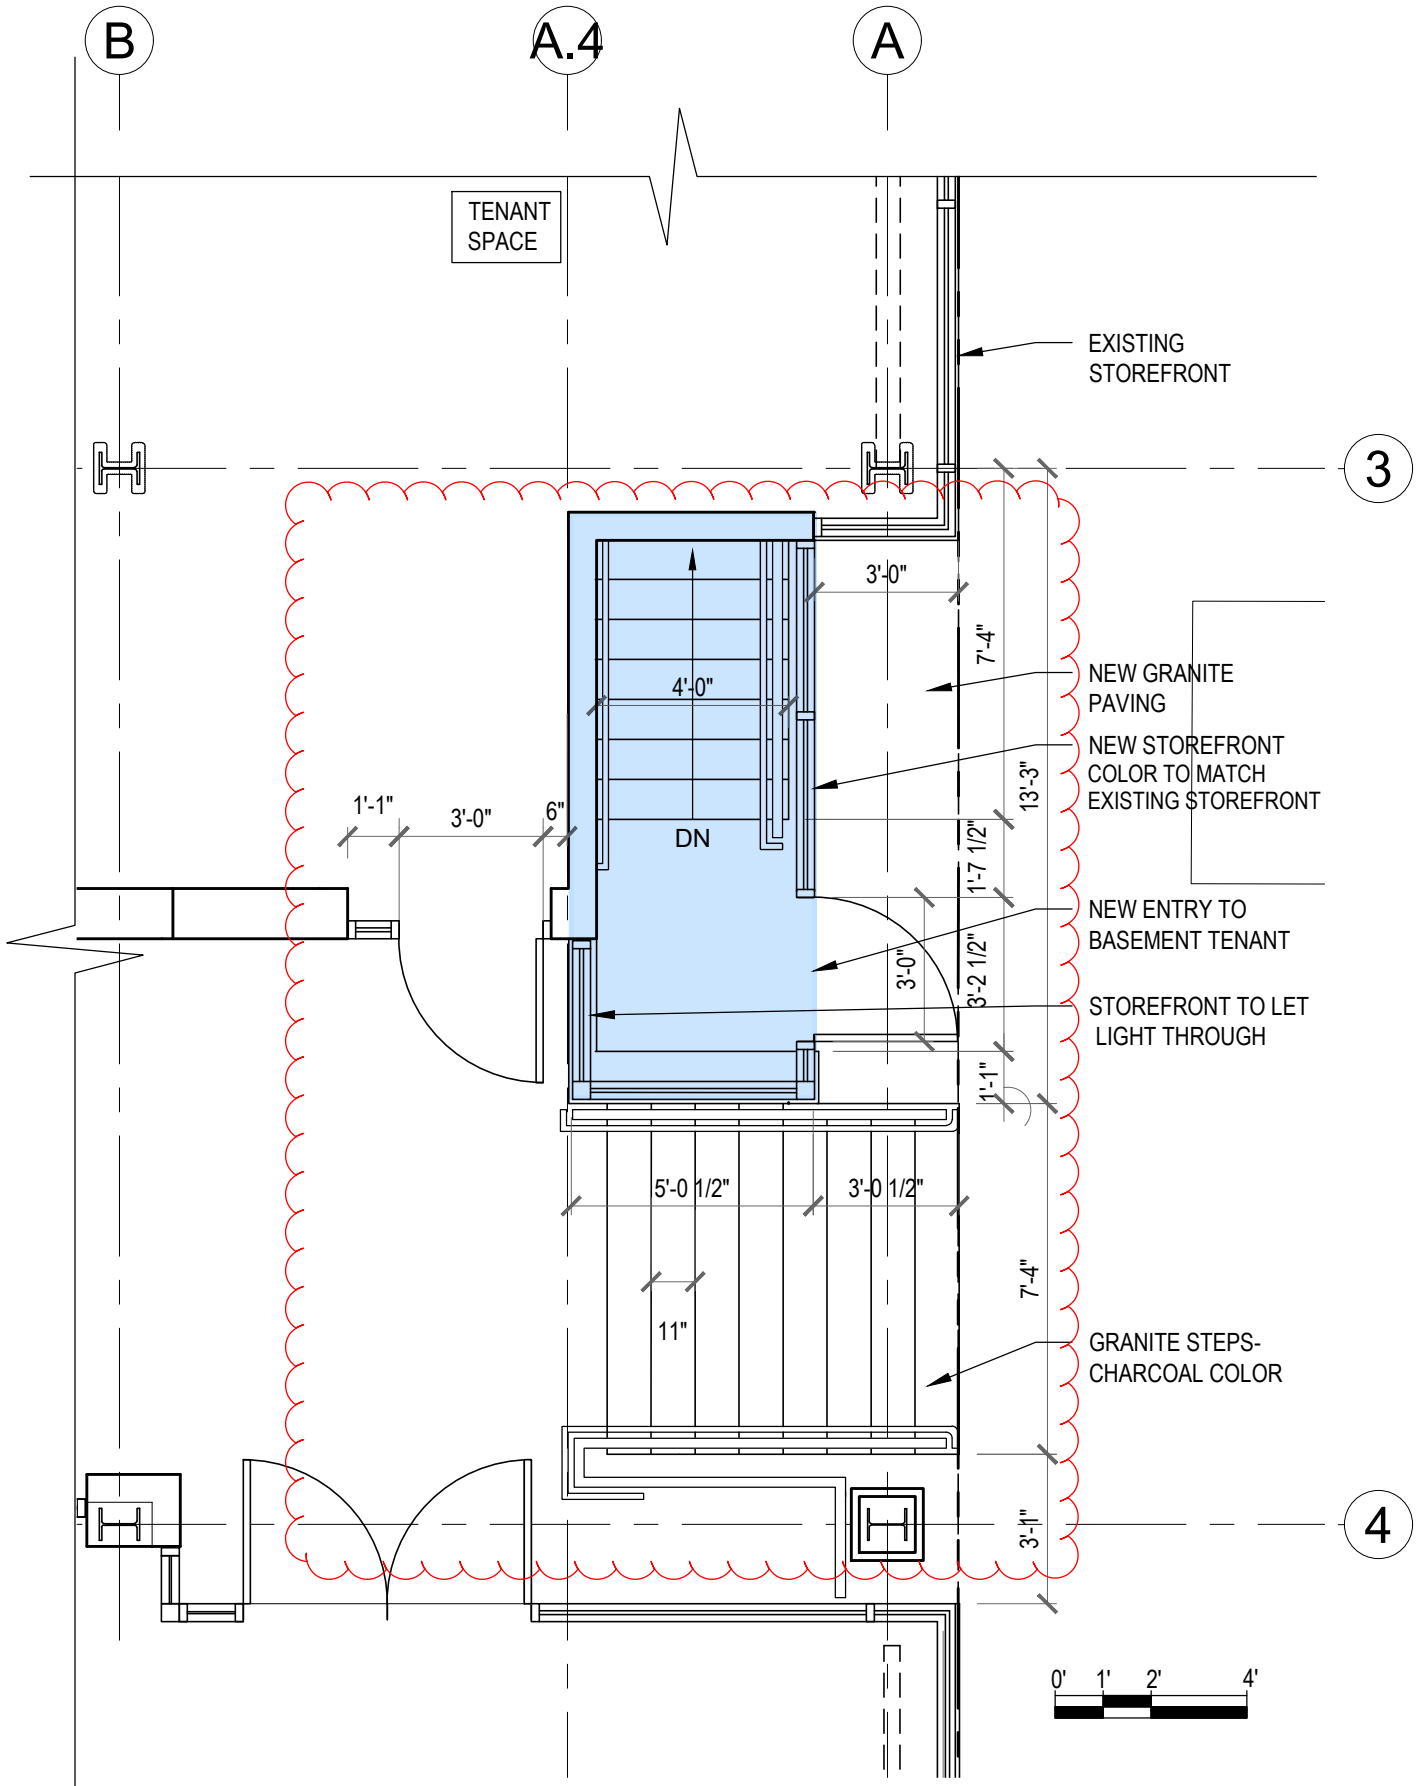 B
A.4
A
TENANT
SPACE
EXISTING
STOREFRONT
3
3'-0"
7'-4"
NEW GRANITE
PAVING
4'-0"
NEW STOREFRONT
COLOR TO MATCH
EXISTING STOREFRONT
13'-3"
1'-1"
3'-0"
6"
DN
1'-7 1/2"
NEW ENTRY TO
BASEMENT TENANT
3'-0"
3'-2 1/2"
STOREFRONT TO LET
LIGHT THROUGH
1'-1"
5'-0 1/2"
3'-0 1/2"
7'-4"
11"
GRANITE STEPS-
CHARCOAL COLOR
3'-1"
4
0' 1' 2' 4'